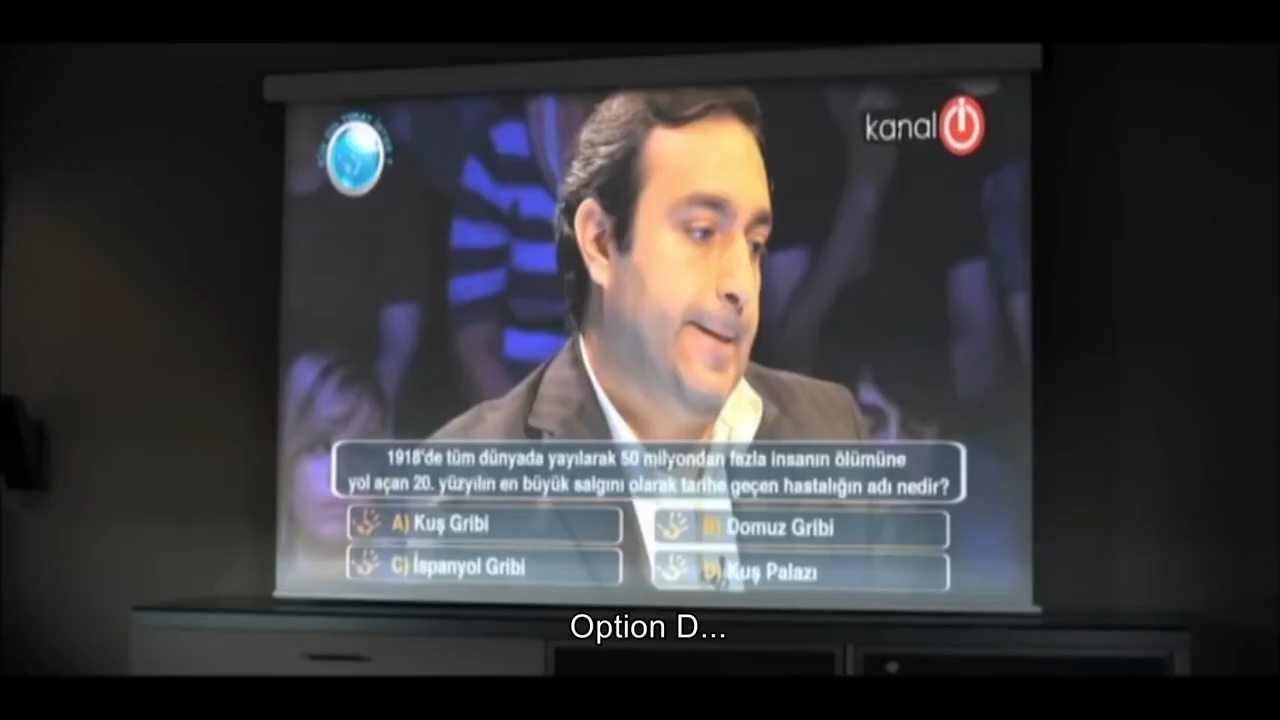 kanal
1918'de tüm dünyada yayılarak 50 milyondan fazla insanın ölümüne
yol açan 20. yüzyılın en büyük salgını olarak tarihe geçen hastalığın adı nedir?
A) Kuş Gribi
B) Domuz Gribi
C) İspanyol Gribi
D) Kuş Palazı
Option D...